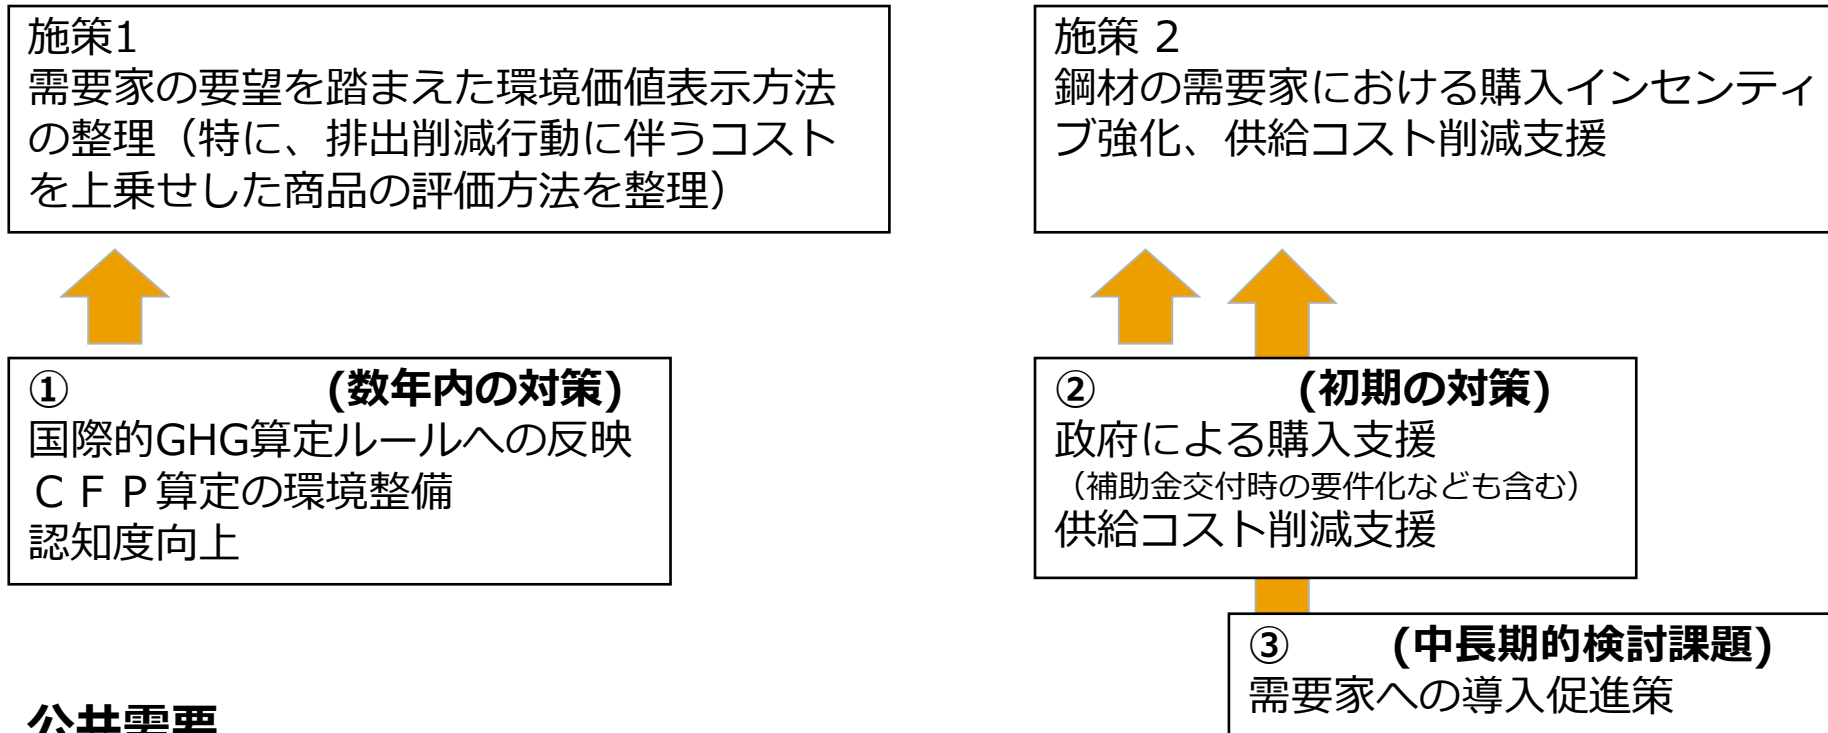 施策1
需要家の要望を踏まえた環境価値表示方法
の整理（特に、排出削減行動に伴うコスト
を上乗せした商品の評価方法を整理）
施策 2
鋼材の需要家における購入インセンティ
ブ強化、供給コスト削減支援
① (数年内の対策)
国際的GHG算定ルールへの反映
ＣＦＰ算定の環境整備
認知度向上
② (初期の対策)
政府による購入支援
（補助金交付時の要件化なども含む）
供給コスト削減支援
③ (中長期的検討課題)
需要家への導入促進策
公共需要